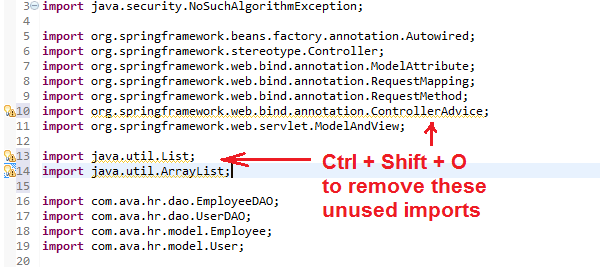 3 import java.security.NoSuchAlgorithmException;
4
5 import org.springframework.beans.factory.annotation.Autowired;
6 import org.springframework.stereotype.Controller;
7 import org.springframework.web.bind.annotation.ModelAttribute;
8 import org.springframework.web.bind.annotation.RequestMapping;
9 import org.springframework.web.bind.annotation.RequestMethod;
10 import org.springframework.web.bind.annotation.ControllerAdvice;
11 import org.springframework.web.servlet.ModelAndView;
12
13 import java.util.List;
14 import java.util.ArrayList;
15
16 import com.ava.hr.dao.EmployeeDAO;
17 import com.ava.hr.dao.UserDAO;
18 import com.ava.hr.model.Employee;
19 import com.ava.hr.model.User;
20
Ctrl + Shift + O
to remove these
unused imports